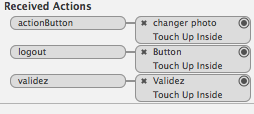 Received Actions
actionButton changer photo
Touch Up Inside
logout Button
Touch Up Inside
validez Validez
Touch Up Inside